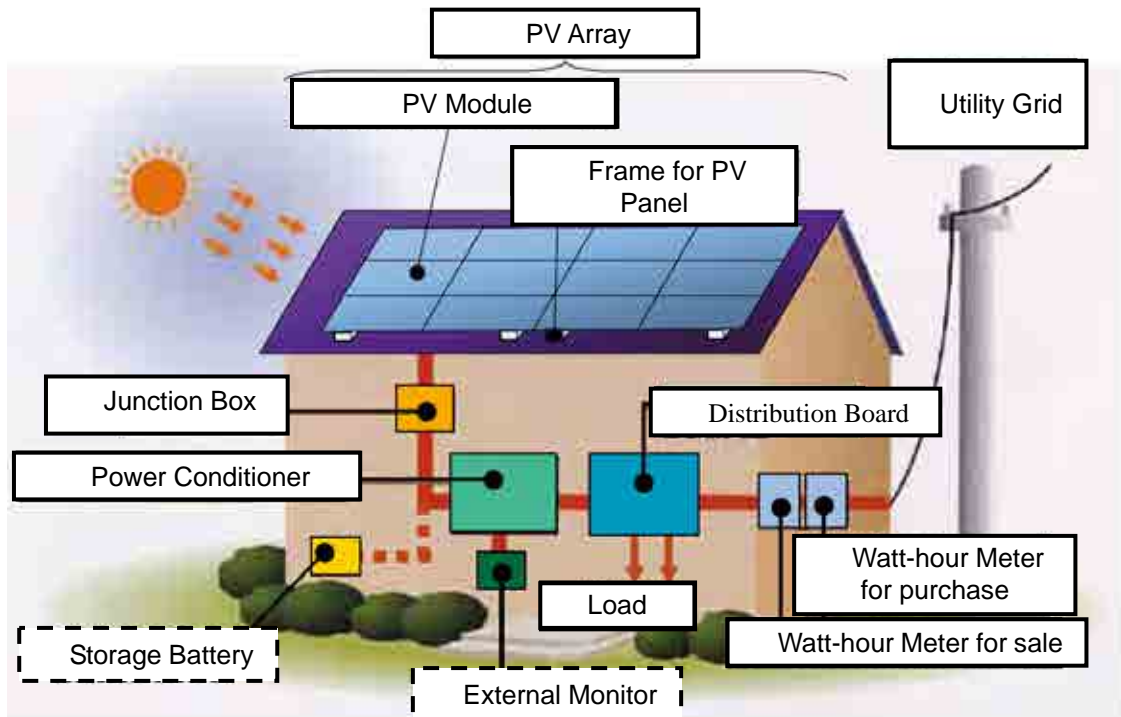 PV Array
PV Module
Utility Grid
Frame for PV
Panel
Junction Box
Distribution Board
Power Conditioner
Watt-hour Meter
for purchase
Load
Watt-hour Meter for sale
Storage Battery
External Monitor